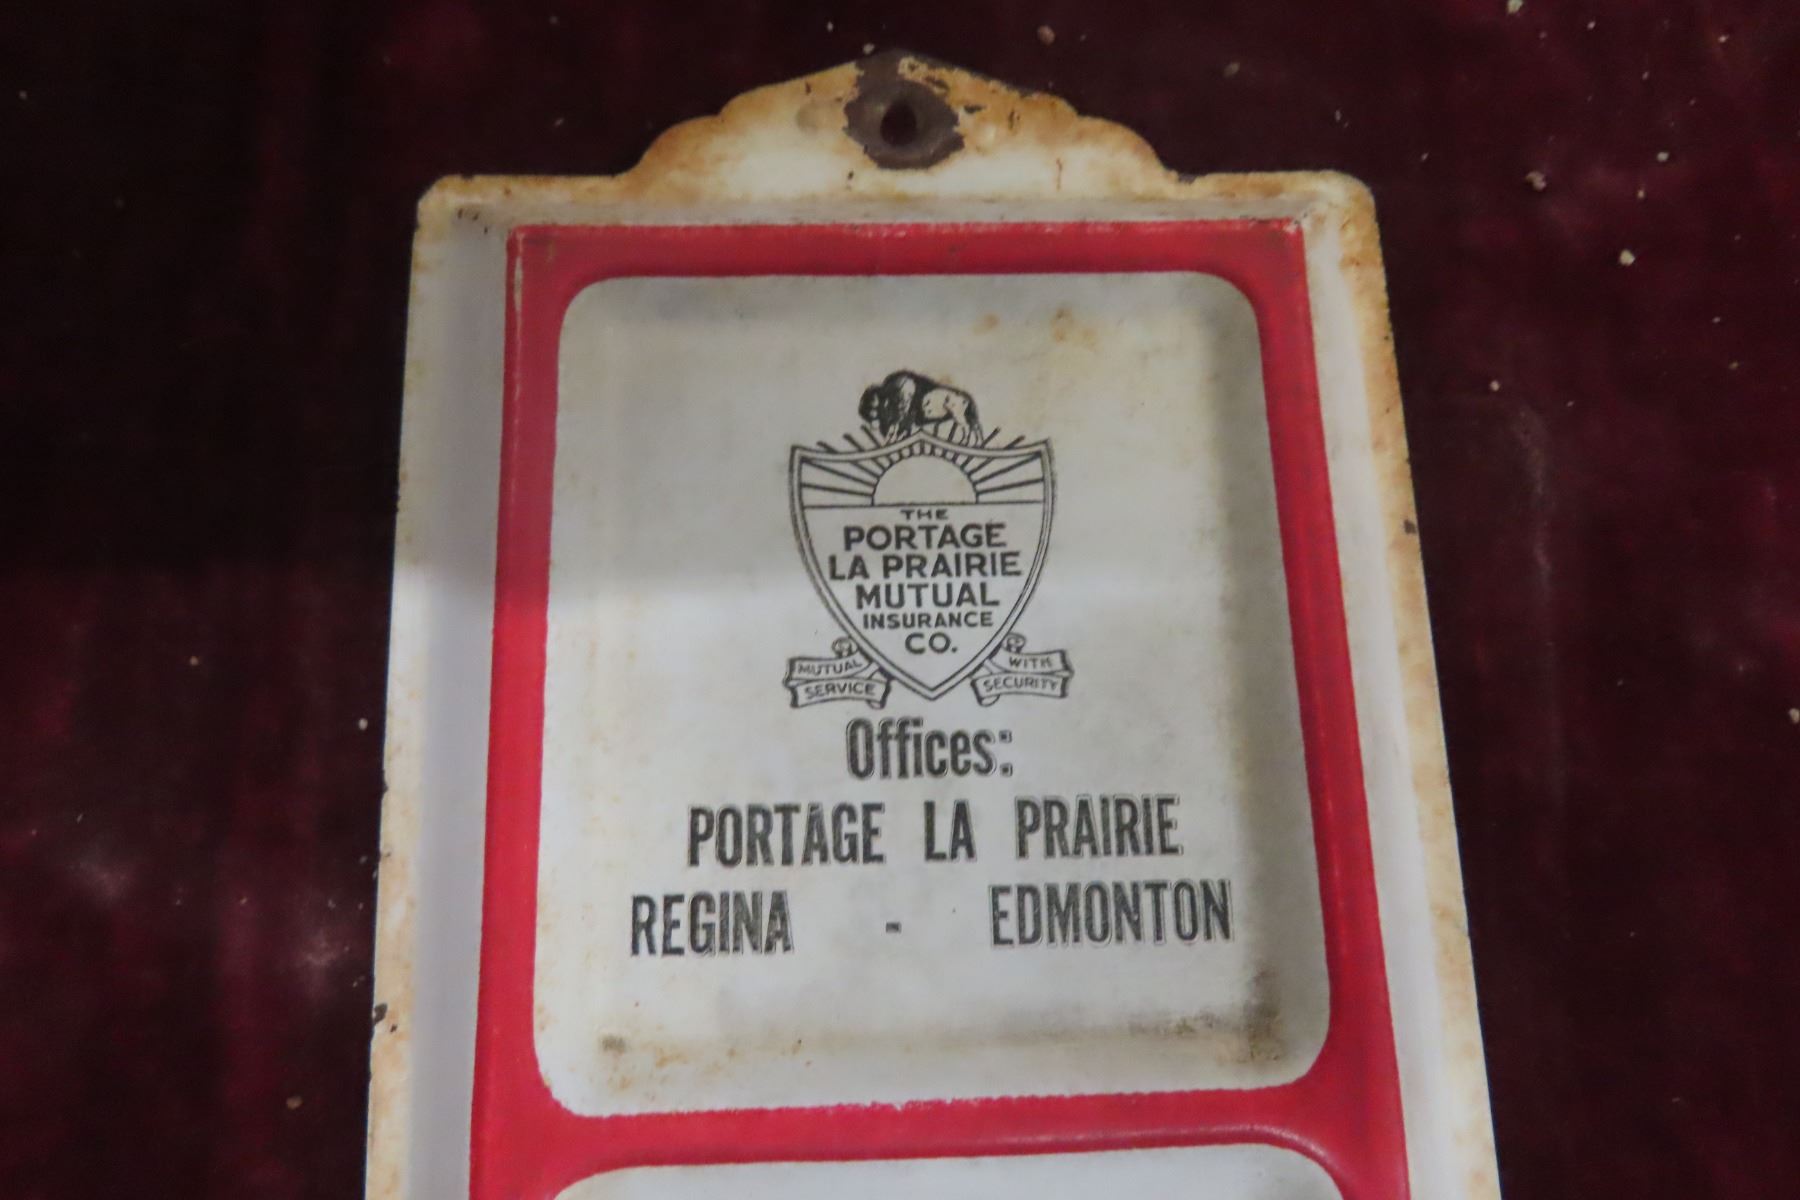 THE
PORTAGE
LA PRAIRIE
MUTUAL
INSURANCE
CO.
MUTUAL
SERVICE
WITH
SECURITY
Offices:
PORTAGE LA PRAIRIE
REGINA - EDMONTON